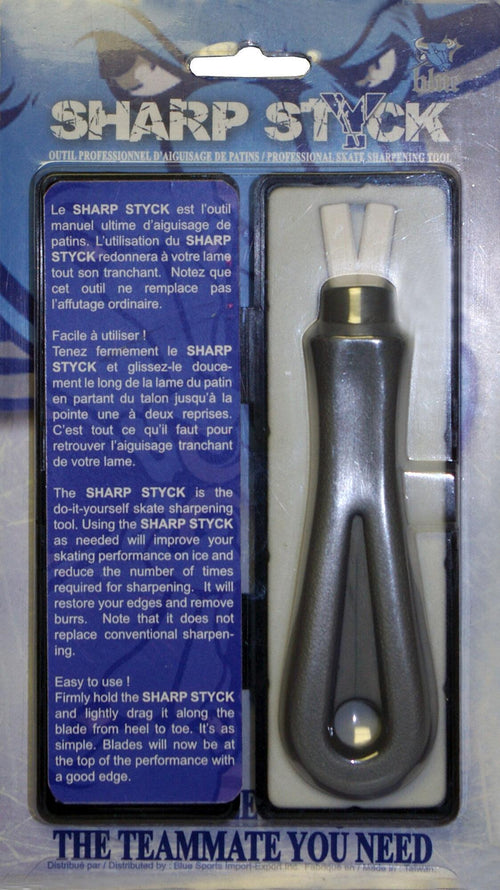 blue
SHARP STYCK
OUTIL PROFESSIONNEL D'AIGUISAGE DE PATINS / PROFESSIONAL SKATE SHARPENING TOOL
Le SHARP STYCK est l'outil
manuel ultime d'aiguisage de
patins. L'utilisation du SHARP
STYCK redonnera à votre lame
tout son tranchant. Notez que
cet outil ne remplace pas
l'affutage ordinaire.
Facile à utiliser !
Tenez fermement le SHARP
STYCK et glissez-le douce-
ment le long de la lame du patin
en partant du talon jusqu'à la
pointe une à deux reprises.
C'est tout ce qu'il faut pour
retrouver l'aiguisage tranchant
de votre lame.
The SHARP STYCK is the
do-it-yourself skate sharpening
tool. Using the SHARP STYCK
as needed will improve your
skating performance on ice and
reduce the number of times
required for sharpening. It will
restore your edges and remove
burrs. Note that it does not
replace conventional sharpen-
ing.
Easy to use !
Firmly hold the SHARP STYCK
and lightly drag it along the
blade from heel to toe. It's as
simple. Blades will now be at
the top of the performance with
a good edge.
THE TEAMMATE YOU NEED
Distribué par / Distributed by : Blue Sports Import-Export Inc. Fabriqué en / Made in : Taiwan